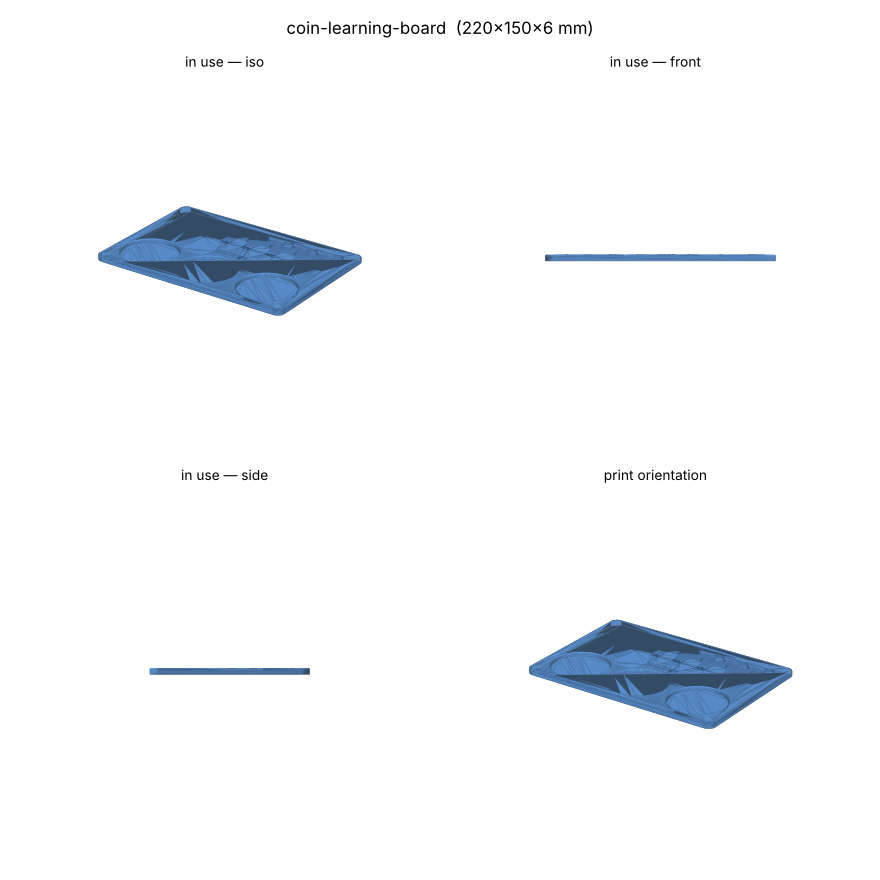 coin-learning-board (220×150×6 mm)
in use — iso
in use — front
in use — side
print orientation